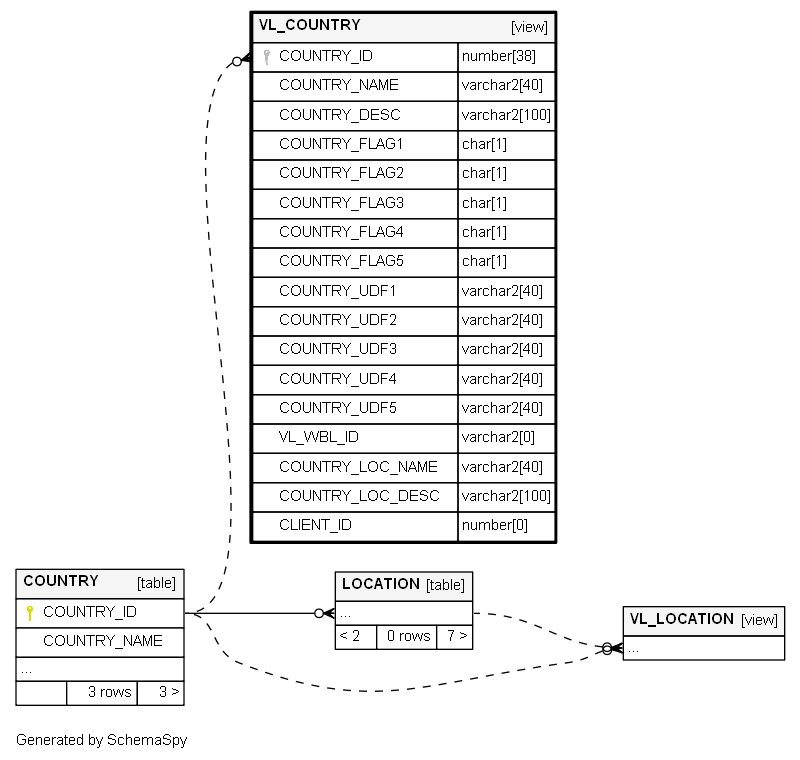 VL_COUNTRY [view]
COUNTRY_ID number[38]
COUNTRY_NAME varchar2[40]
COUNTRY_DESC varchar2[100]
COUNTRY_FLAG1 char[1]
COUNTRY_FLAG2 char[1]
COUNTRY_FLAG3 char[1]
COUNTRY_FLAG4 char[1]
COUNTRY_FLAG5 char[1]
COUNTRY_UDF1 varchar2[40]
COUNTRY_UDF2 varchar2[40]
COUNTRY_UDF3 varchar2[40]
COUNTRY_UDF4 varchar2[40]
COUNTRY_UDF5 varchar2[40]
VL_WBL_ID varchar2[0]
COUNTRY_LOC_NAME varchar2[40]
COUNTRY_LOC_DESC varchar2[100]
CLIENT_ID number[0]
COUNTRY [table]
COUNTRY_ID
COUNTRY_NAME
...
3 rows 3 >
LOCATION [table]
...
< 2 0 rows 7 >
VL_LOCATION [view]
...
Generated by SchemaSpy